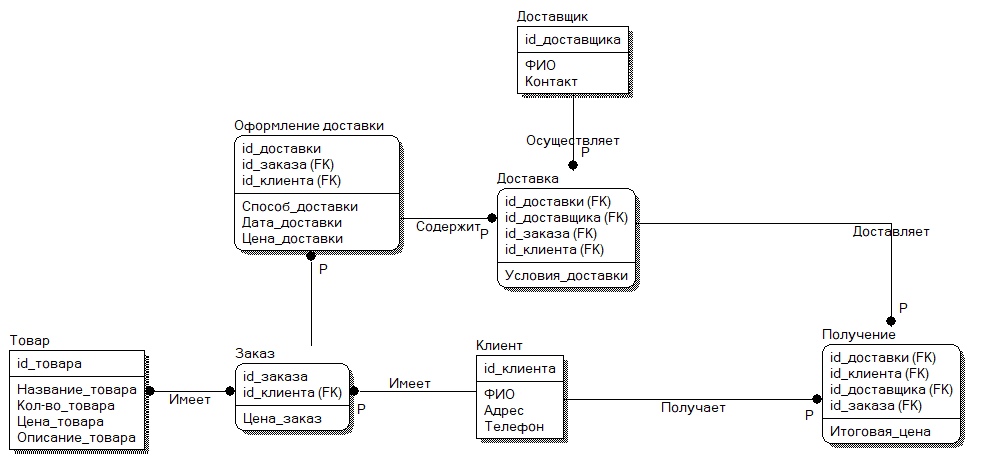 Доставщик
id_доставщика
ФИО
Контакт
Осуществляет
P
Оформление доставки
id_доставки
id_заказа (FK)
id_клиента (FK)
Способ_доставки
Дата_доставки
Цена_доставки
P
Содержит
P
Доставка
id_доставки (FK)
id_доставщика (FK)
id_заказа (FK)
id_клиента (FK)
Условия_доставки
Доставляет
P
Товар
id_товара
Название_товара
Кол-во_товара
Цена_товара
Описание_товара
Имеет
Заказ
id_заказа
id_клиента (FK)
Цена_заказ
Имеет
P
Клиент
id_клиента
ФИО
Адрес
Телефон
Получает
P
Получение
id_доставки (FK)
id_клиента (FK)
id_доставщика (FK)
id_заказа (FK)
Итоговая_цена